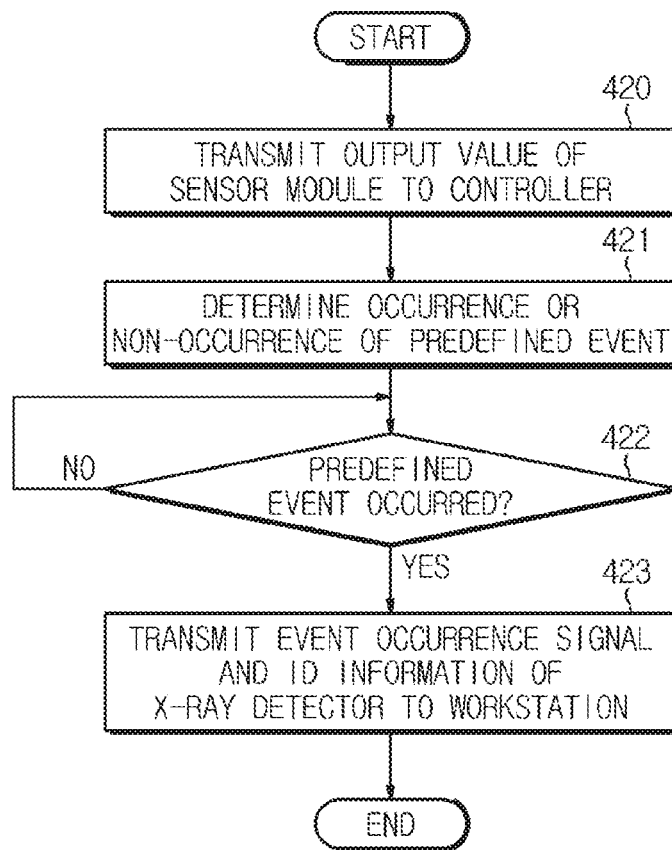 START
420
TRANSMIT OUTPUT VALUE OF
SENSOR MODULE TO CONTROLLER
421
DETERMINE OCCURRENCE OR
NON-OCCURRENCE OF PREDEFINED EVENT
422
NO
PREDEFINED
EVENT OCCURRED?
YES
423
TRANSMIT EVENT OCCURRENCE SIGNAL
AND ID INFORMATION OF
X-RAY DETECTOR TO WORKSTATION
END